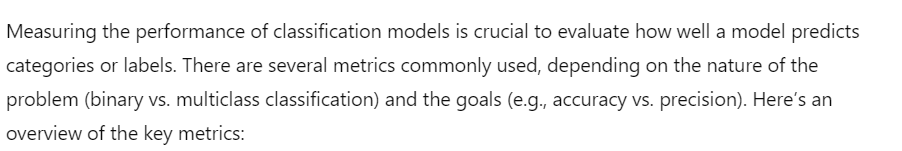 Measuring the performance of classification models is crucial to evaluate how well a model predicts
categories or labels. There are several metrics commonly used, depending on the nature of the
problem (binary vs. multiclass classification) and the goals (e.g., accuracy vs. precision). Here's an
overview of the key metrics: